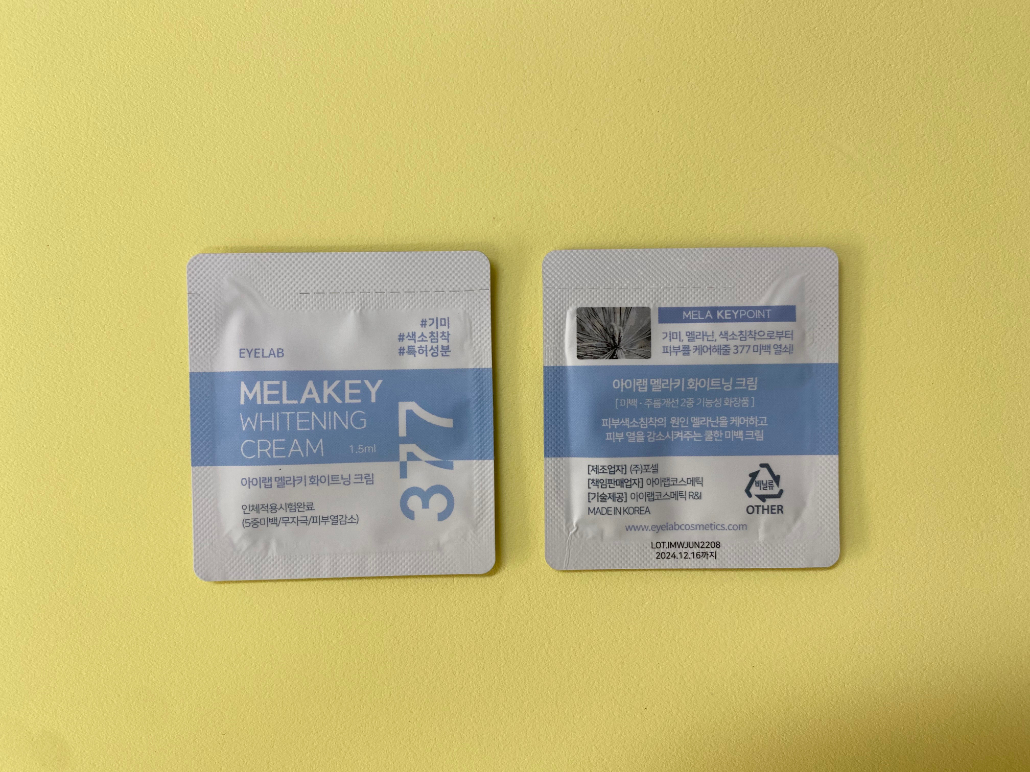 #기미
#색소침착
#특허성분
EYELAB
MELAKEY
WHITENING
CREAM 1.5ml
377
아이랩 멜라키 화이트닝 크림
인체적용시험완료
(5중미백/무자극/피부열감소)
MELA KEYPOINT
기미, 멜라닌, 색소침착으로부터
피부를 케어해줄 377 미백 열쇠!
아이랩 멜라키 화이트닝 크림
[ 미백 · 주름개선 2중 기능성 화장품 ]
피부색소침착의 원인 멜라닌을 케어하고
피부 열을 감소시켜주는 쿨한 미백 크림
[제조업자] (주)포셀
[책임판매업자] 아이랩코스메틱
[기술제공] 아이랩코스메틱 R&I
MADE IN KOREA
비닐류
OTHER
www.eyelabcosmetics.com
LOT.IMWJUN2208
2024.12.16까지